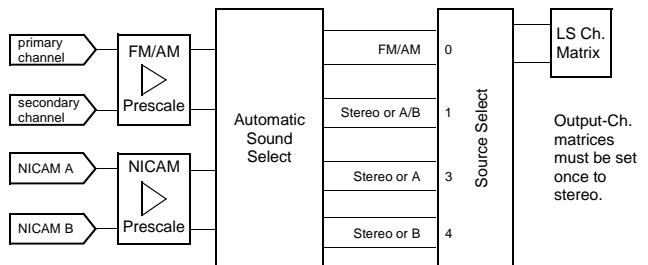 primary
channel
secondary
channel
NICAM A
NICAM B
FM/AM
Prescale
NICAM
Prescale
Automatic
Sound
Select
FM/AM
Stereo or A/B
Stereo or A
Stereo or B
0
1
3
4
Source Select
LS Ch.
Matrix
Output-Ch.
matrices
must be set
once to
stereo.